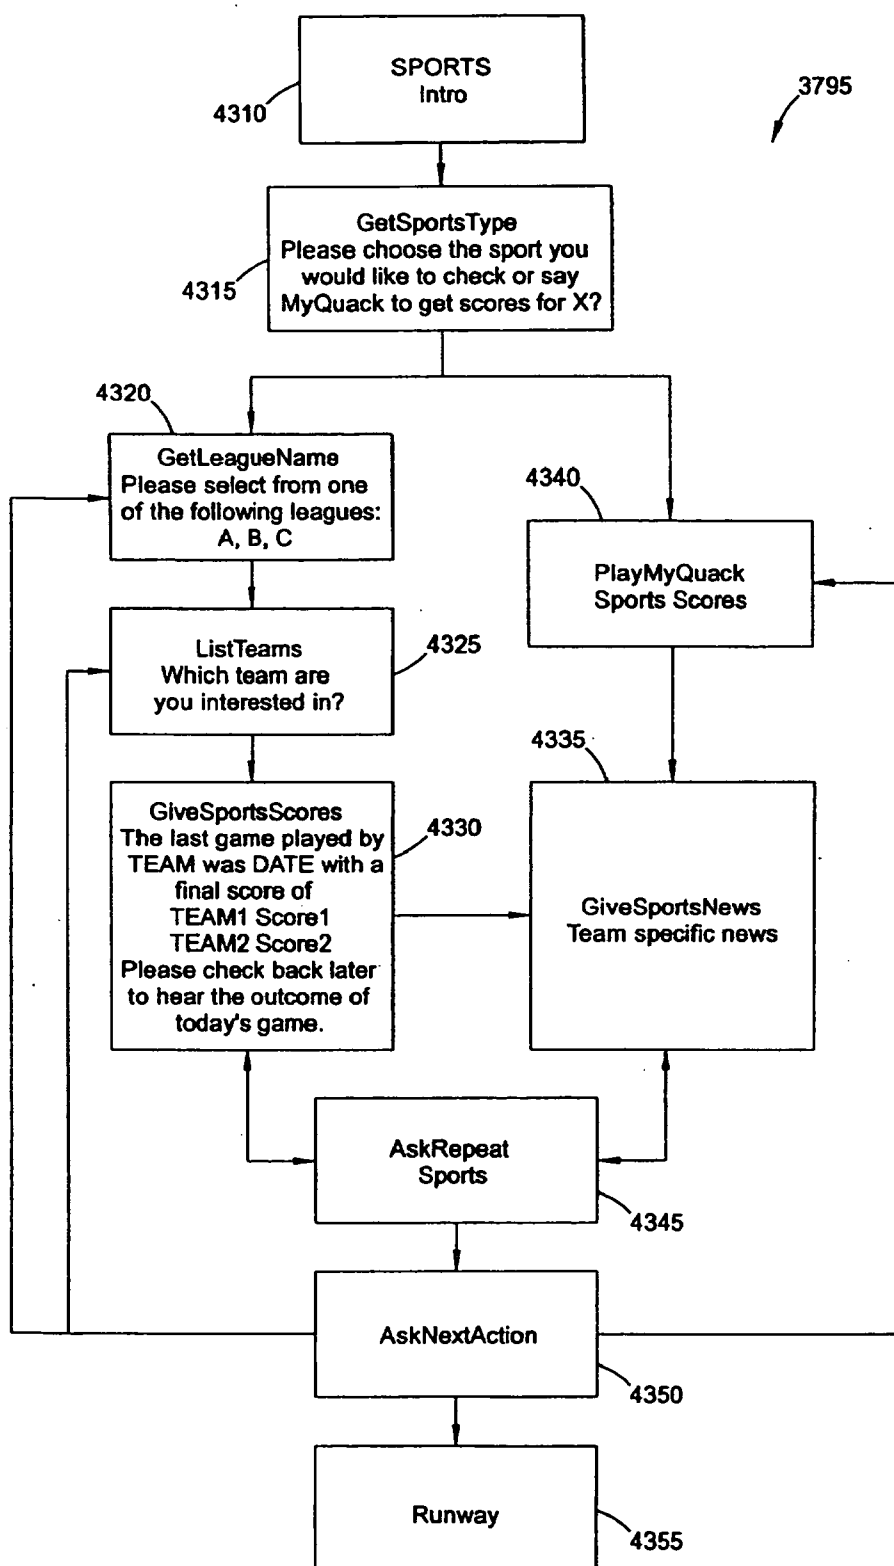 SPORTS
Intro
4310
3795
GetSportsType
Please choose the sport you
would like to check or say
MyQuack to get scores for X?
4315
4320
GetLeagueName
Please select from one
of the following leagues:
A, B, C
4340
PlayMyQuack
Sports Scores
ListTeams
Which team are
you interested in?
4325
4335
GiveSportsScores
The last game played by
TEAM was DATE with a
final score of
TEAM1 Score1
TEAM2 Score2
Please check back later
to hear the outcome of
today's game.
4330
GiveSportsNews
Team specific news
AskRepeat
Sports
4345
AskNextAction
4350
Runway
4355